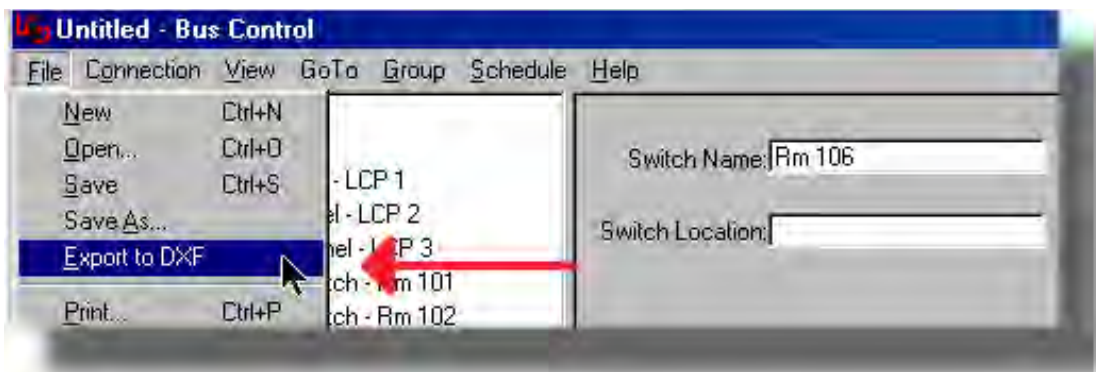 Untitled - Bus Control
File Connection View GoTo Group Schedule Help
New Ctrl+N
Open... Ctrl+O
Save Ctrl+S
Save As...
Export to DXF
Print... Ctrl+P
- LCP 1
el - LCP 2
nel - LCP 3
tch - Rm 101
tch - Rm 102
Switch Name: Rm 106
Switch Location: